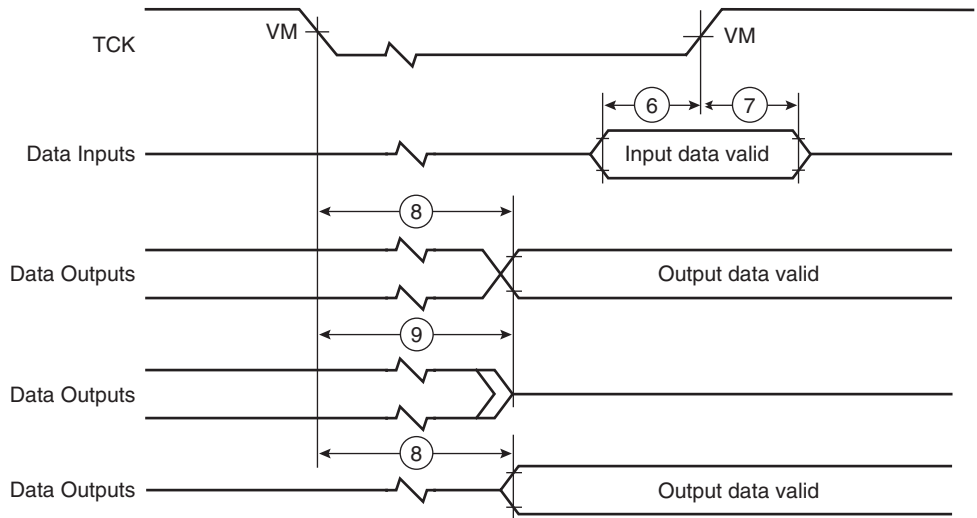 TCK
VM
VM
6
7
Data Inputs
Input data valid
8
Data Outputs
Output data valid
9
Data Outputs
8
Data Outputs
Output data valid